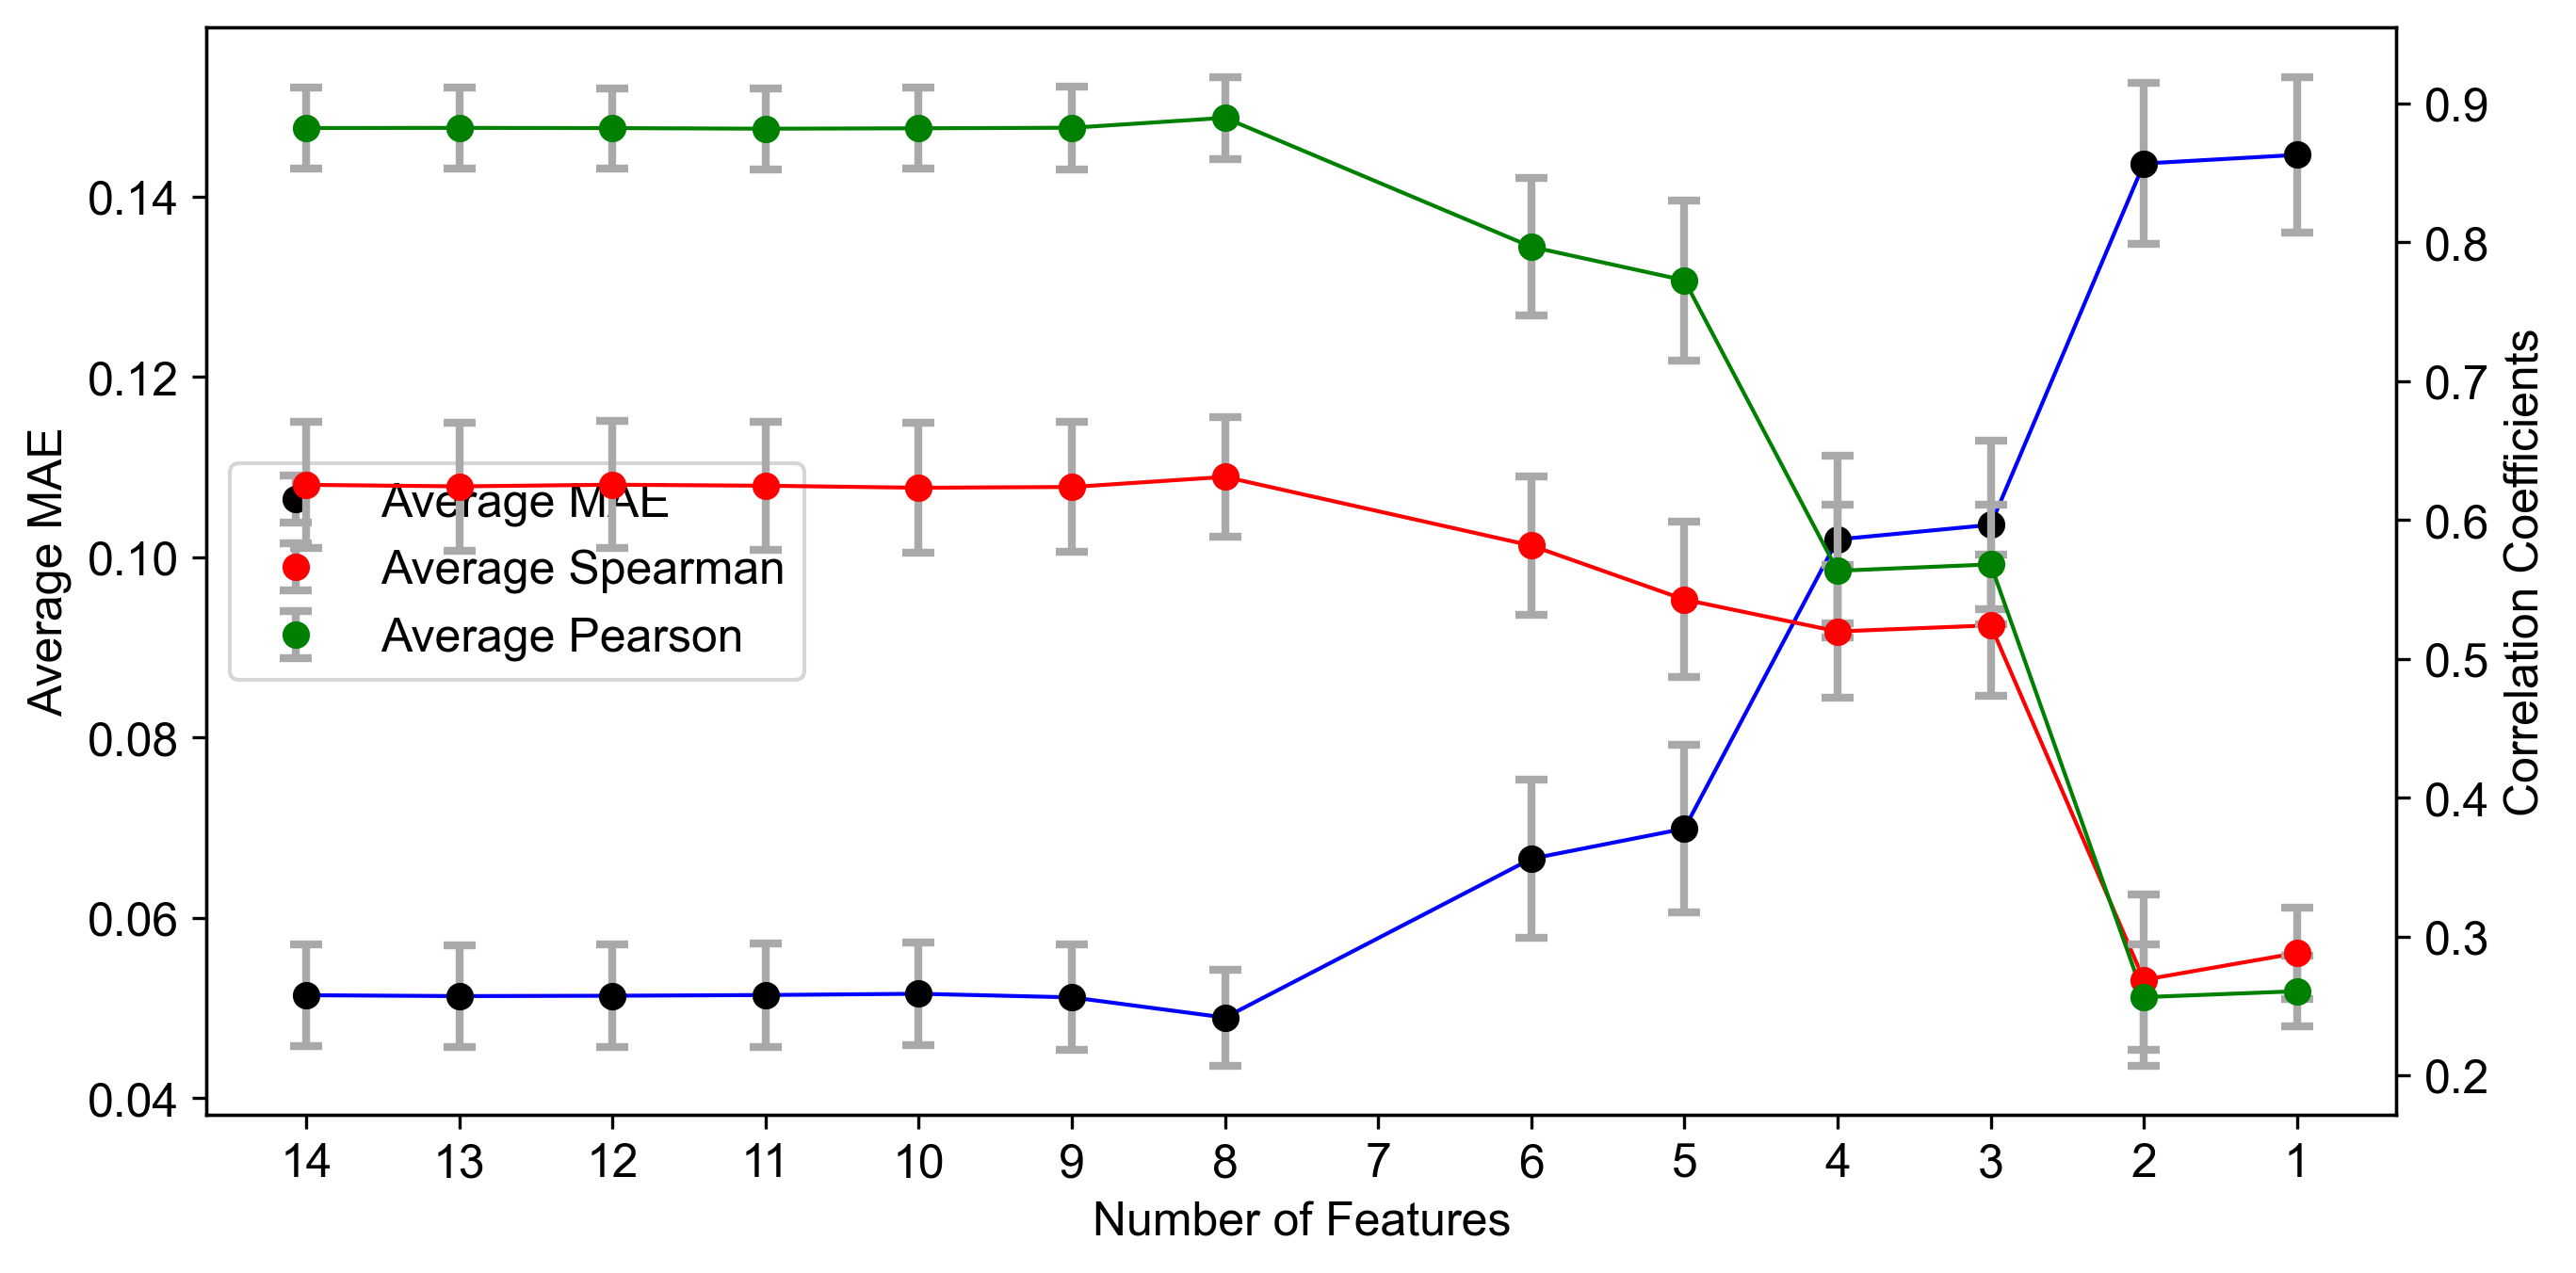 0.14
0.12
0.10
0.08
0.06
0.04
Average MAE
Average MAE
Average Spearman
Average Pearson
0.9
0.8
0.7
0.6
0.5
0.4
0.3
0.2
Correlation Coefficients
14 13 12 11 10 9 8 7 6 5 4 3 2 1
Number of Features